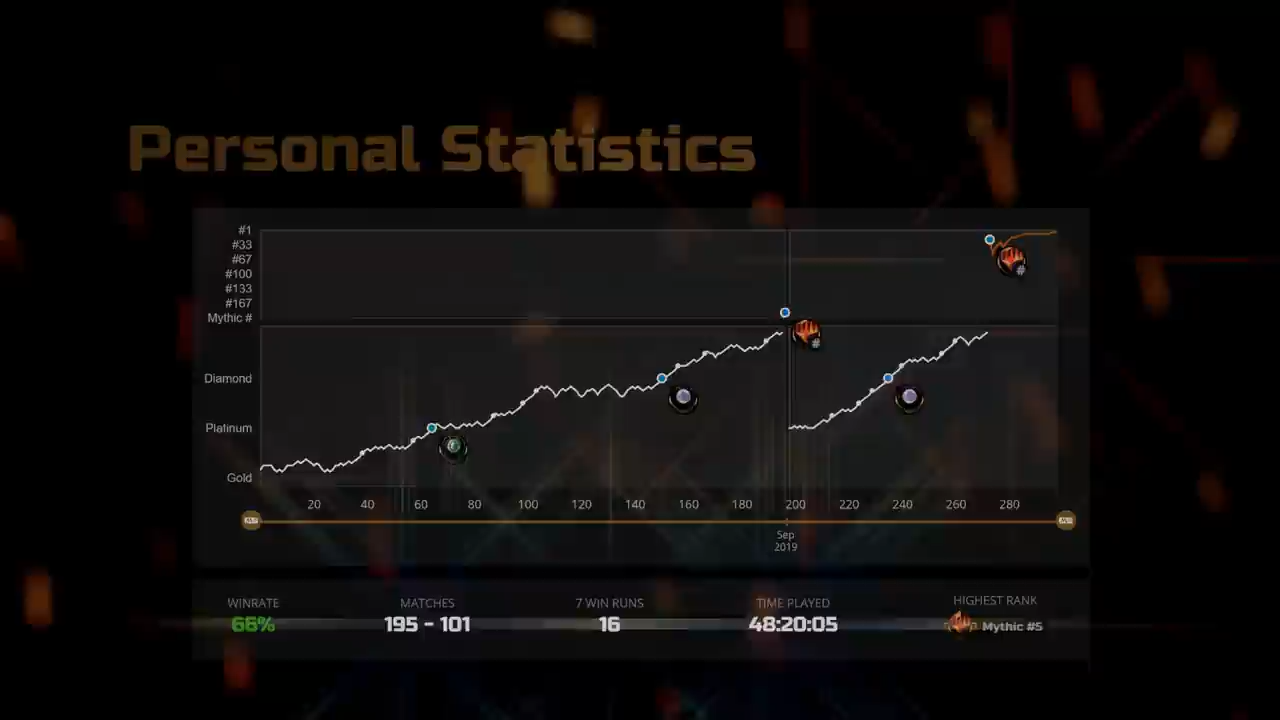 Personal Statistics
#1
#33
#67
#100
#133
#167
Mythic #
Diamond
Platinum
Gold
20 40 60 80 100 120 140 160 180 200 220 240 260 280
Sep
2019
WINRATE MATCHES 7 WIN RUNS TIME PLAYED HIGHEST RANK
66% 195 - 101 16 48:20:05 Mythic #5